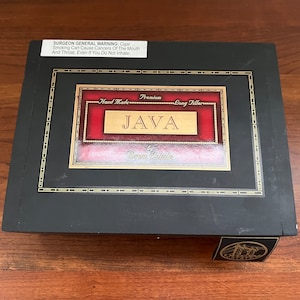 SURGEON GENERAL WARNING: Cigar
Smoking Can Cause Cancers Of The Mouth
And Throat, Even If You Do Not Inhale.
Premium
Hand Made Long Filler
JAVA
By